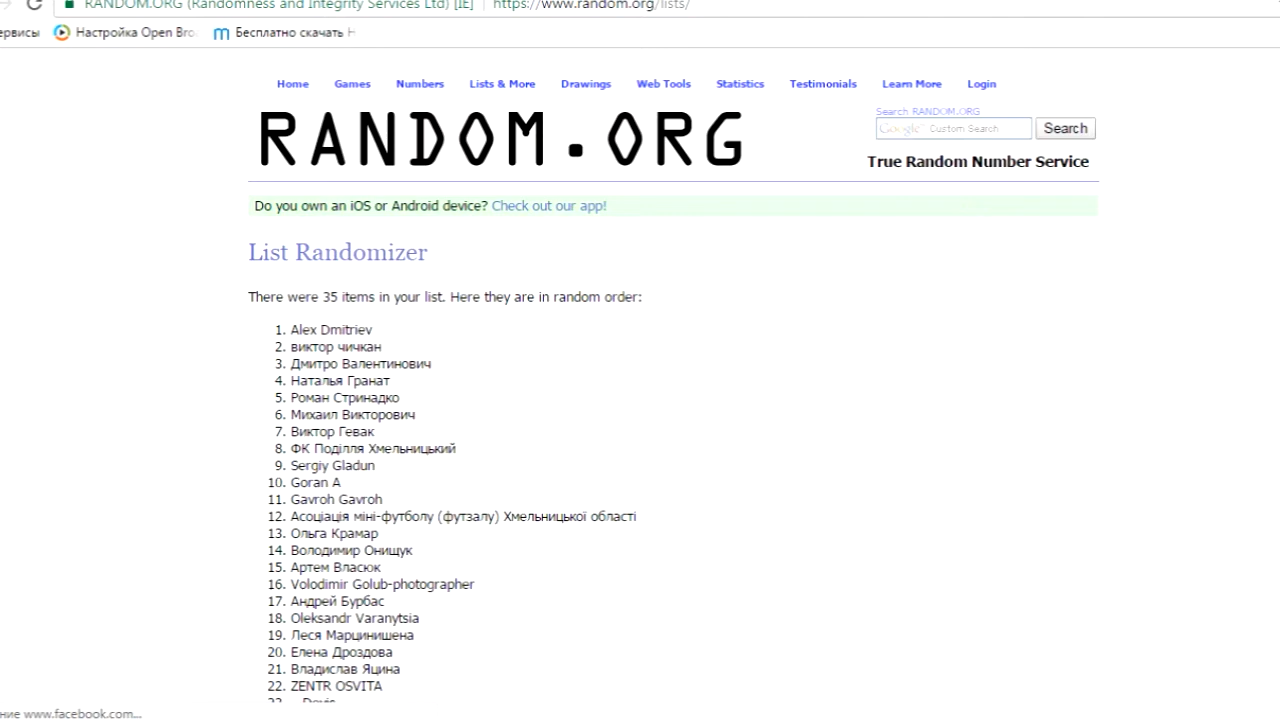 RANDOM.ORG (Randomness and Integrity Services Ltd) [IE] https://www.random.org/lists/
ервисы Настройка Open Bro Бесплатно скачать
Home Games Numbers Lists & More Drawings Web Tools Statistics Testimonials Learn More Login
RANDOM.ORG
Search RANDOM.ORG
Google Custom Search Search
True Random Number Service
Do you own an iOS or Android device? Check out our app!
List Randomizer
There were 35 items in your list. Here they are in random order:
1. Alex Dmitriev
2. виктор чичкан
3. Дмитро Валентинович
4. Наталья Гранат
5. Роман Стринадко
6. Михаил Викторович
7. Виктор Гевак
8. ФК Поділля Хмельницький
9. Sergiy Gladun
10. Goran A
11. Gavroh Gavroh
12. Асоціація міні-футболу (футзалу) Хмельницької області
13. Ольга Крамар
14. Володимир Онищук
15. Артем Власюк
16. Volodimir Golub-photographer
17. Андрей Бурбас
18. Oleksandr Varanytsia
19. Леся Марцинишена
20. Елена Дроздова
21. Владислав Яцина
22. ZENTR OSVITA
ние www.facebook.com...